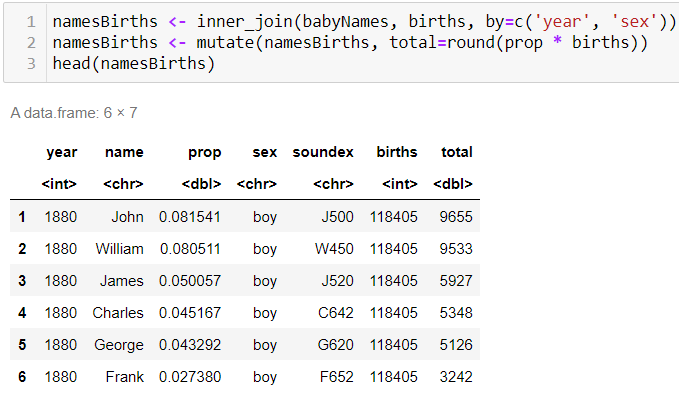 1 namesBirths <- inner_join(babyNames, births, by=c('year', 'sex'))
2 namesBirths <- mutate(namesBirths, total=round(prop * births))
3 head(namesBirths)
A data.frame: 6 × 7
year name prop sex soundex births total
<int> <chr> <dbl> <chr> <chr> <int> <dbl>
1 1880 John 0.081541 boy J500 118405 9655
2 1880 William 0.080511 boy W450 118405 9533
3 1880 James 0.050057 boy J520 118405 5927
4 1880 Charles 0.045167 boy C642 118405 5348
5 1880 George 0.043292 boy G620 118405 5126
6 1880 Frank 0.027380 boy F652 118405 3242